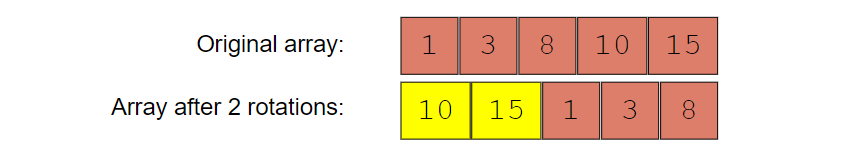 Original array: 1 3 8 10 15
Array after 2 rotations: 10 15 1 3 8